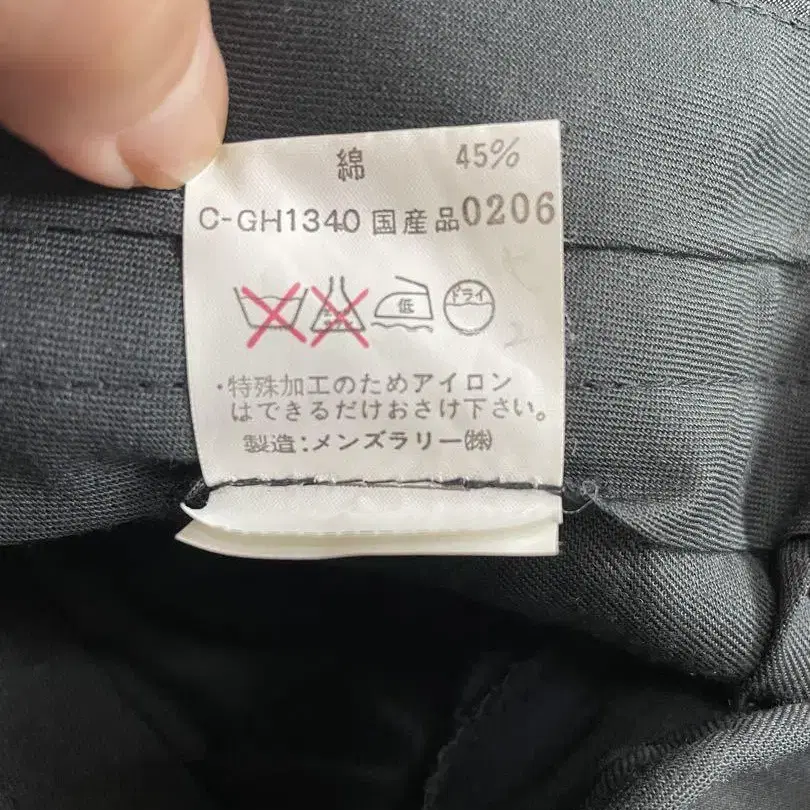 綿 45%
C-GH1340 国産品0206
低 ドライ
・特殊加工のためアイロン
はできるだけおさけ下さい。
製造:メンズラリー㈱